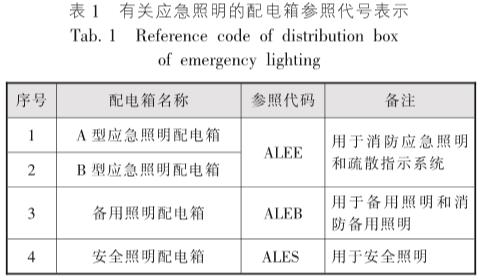 表 1 有关应急照明的配电箱参照代号表示
Tab. 1 Reference code of distribution box
of emergency lighting
序号 配电箱名称 参照代码 备注
1 A 型应急照明配电箱 ALEE 用于消防应急照明
和疏散指示系统
2 B 型应急照明配电箱
3 备用照明配电箱 ALEB 用于备用照明和消
防备用照明
4 安全照明配电箱 ALES 用于安全照明